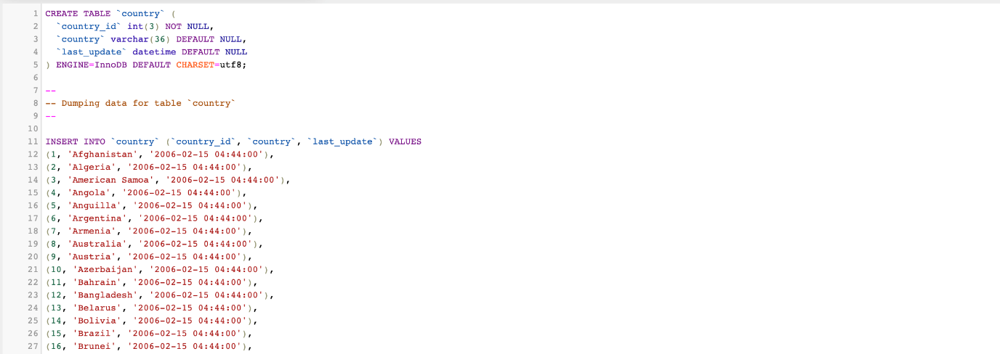 1 CREATE TABLE `country` (
2   `country_id` int(3) NOT NULL,
3   `country` varchar(36) DEFAULT NULL,
4   `last_update` datetime DEFAULT NULL
5 ) ENGINE=InnoDB DEFAULT CHARSET=utf8;
6
7 --
8 -- Dumping data for table `country`
9 --
10
11 INSERT INTO `country` (`country_id`, `country`, `last_update`) VALUES
12 (1, 'Afghanistan', '2006-02-15 04:44:00'),
13 (2, 'Algeria', '2006-02-15 04:44:00'),
14 (3, 'American Samoa', '2006-02-15 04:44:00'),
15 (4, 'Angola', '2006-02-15 04:44:00'),
16 (5, 'Anguilla', '2006-02-15 04:44:00'),
17 (6, 'Argentina', '2006-02-15 04:44:00'),
18 (7, 'Armenia', '2006-02-15 04:44:00'),
19 (8, 'Australia', '2006-02-15 04:44:00'),
20 (9, 'Austria', '2006-02-15 04:44:00'),
21 (10, 'Azerbaijan', '2006-02-15 04:44:00'),
22 (11, 'Bahrain', '2006-02-15 04:44:00'),
23 (12, 'Bangladesh', '2006-02-15 04:44:00'),
24 (13, 'Belarus', '2006-02-15 04:44:00'),
25 (14, 'Bolivia', '2006-02-15 04:44:00'),
26 (15, 'Brazil', '2006-02-15 04:44:00'),
27 (16, 'Brunei', '2006-02-15 04:44:00'),